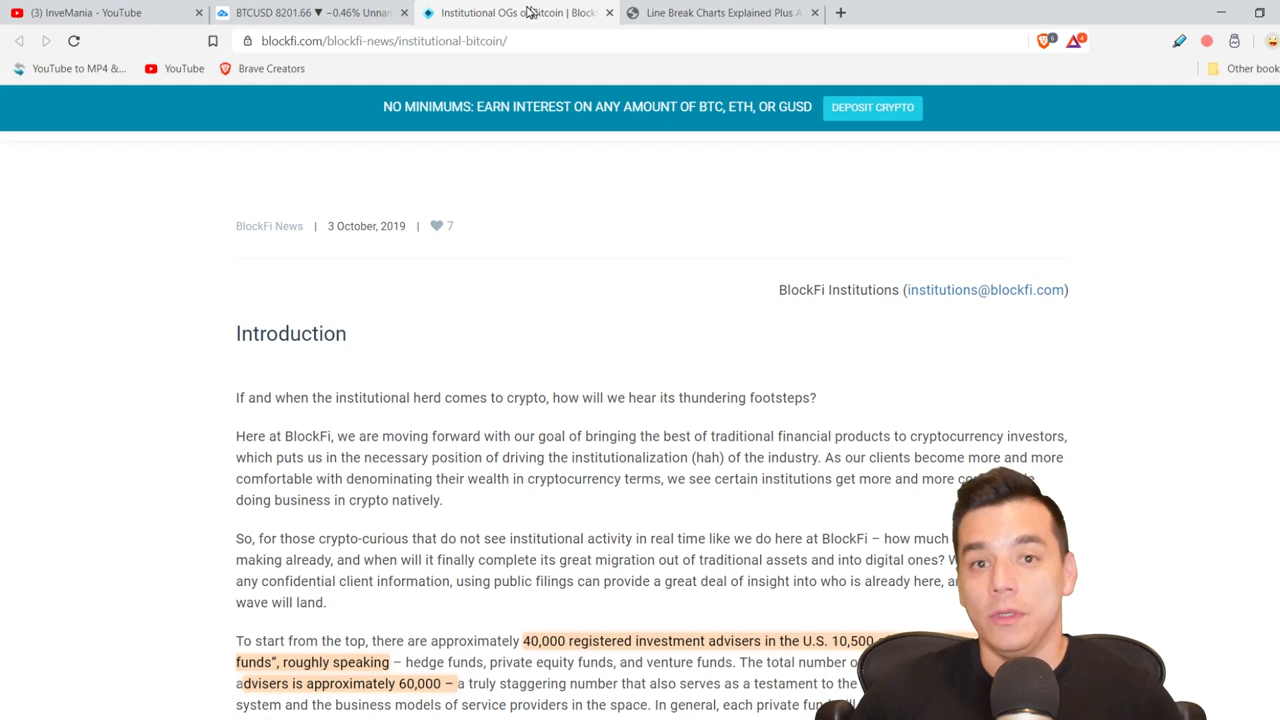 (3) InveMania - YouTube
BTCUSD 8201.66 ▼ −0.46% Unnar
Institutional OGs of Bitcoin | Block
Line Break Charts Explained Plus A
blockfi.com/blockfi-news/institutional-bitcoin/
6
4
YouTube to MP4 &...
YouTube
Brave Creators
Other book
NO MINIMUMS: EARN INTEREST ON ANY AMOUNT OF BTC, ETH, OR GUSD
DEPOSIT CRYPTO
BlockFi News | 3 October, 2019 | 7
BlockFi Institutions (institutions@blockfi.com)
Introduction
If and when the institutional herd comes to crypto, how will we hear its thundering footsteps?
Here at BlockFi, we are moving forward with our goal of bringing the best of traditional financial products to cryptocurrency investors,
which puts us in the necessary position of driving the institutionalization (hah) of the industry. As our clients become more and more
comfortable with denominating their wealth in cryptocurrency terms, we see certain institutions get more and more
doing business in crypto natively.
So, for those crypto-curious that do not see institutional activity in real time like we do here at BlockFi – how much
making already, and when will it finally complete its great migration out of traditional assets and into digital ones?
any confidential client information, using public filings can provide a great deal of insight into who is already here,
wave will land.
To start from the top, there are approximately 40,000 registered investment advisers in the U.S. 10,500
funds”, roughly speaking – hedge funds, private equity funds, and venture funds. The total number
advisers is approximately 60,000 – a truly staggering number that also serves as a testament to the
system and the business models of service providers in the space. In general, each private